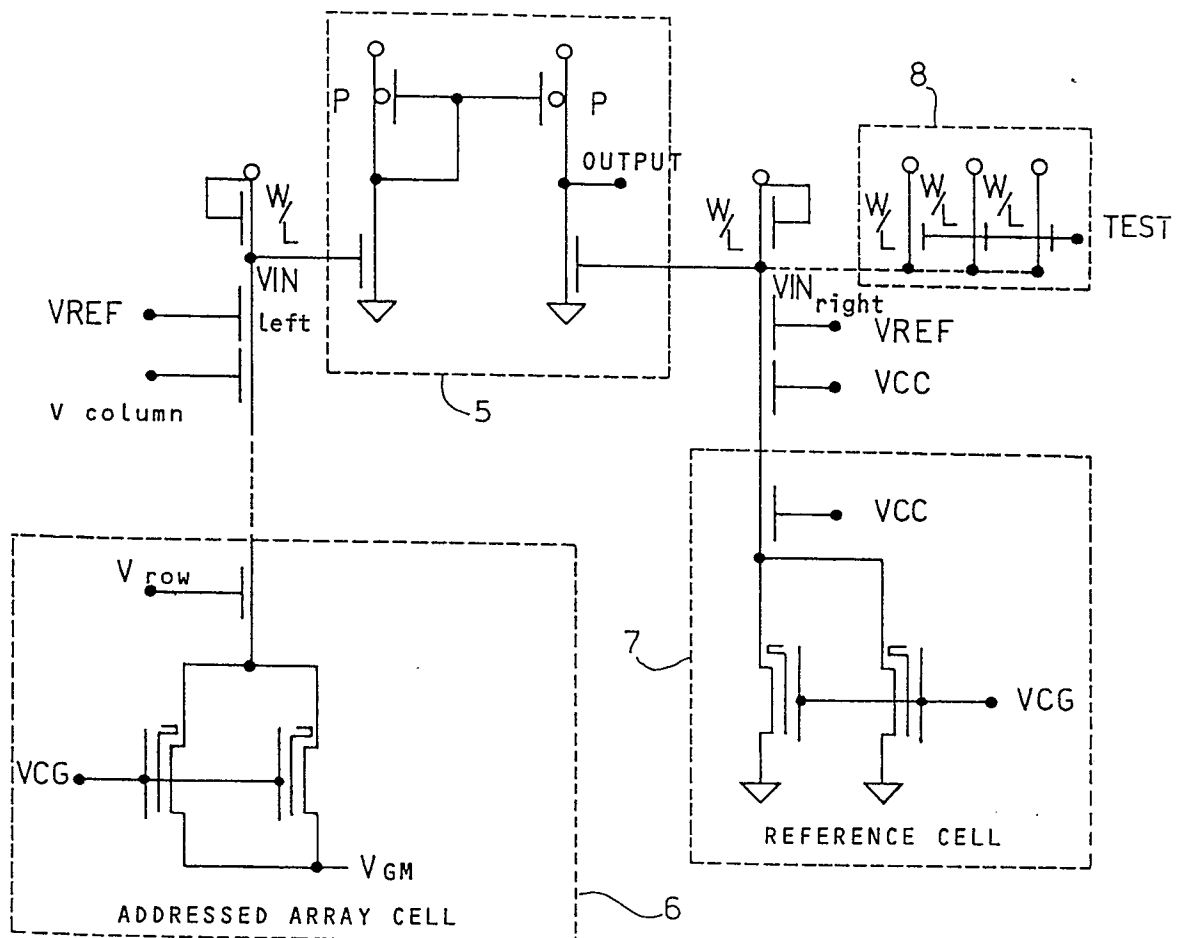 8
P
P
OUTPUT
W/L
W/L
W/L
W/L
W/L
TEST
VIN left
VIN right
VREF
VREF
V column
VCC
5
VCC
V row
7
VCG
VCG
REFERENCE CELL
V GM
6
ADDRESSED ARRAY CELL